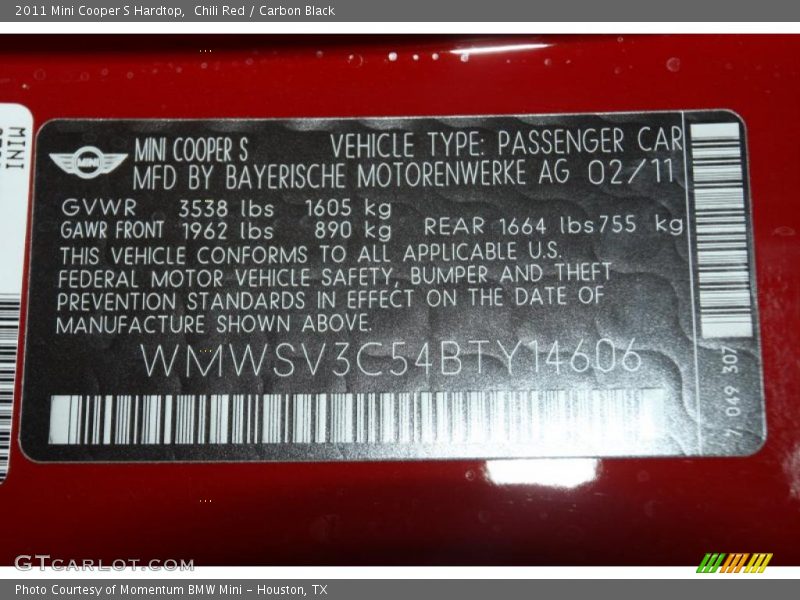 2011 Mini Cooper S Hardtop,  Chili Red / Carbon Black
MINI
MINI
MINI COOPER S
VEHICLE TYPE: PASSENGER CAR
MFD BY BAYERISCHE MOTORENWERKE AG 02/11
GVWR 3538 lbs 1605 kg
GAWR FRONT 1962 lbs 890 kg REAR 1664 lbs 755 kg
THIS VEHICLE CONFORMS TO ALL APPLICABLE U.S.
FEDERAL MOTOR VEHICLE SAFETY, BUMPER AND THEFT
PREVENTION STANDARDS IN EFFECT ON THE DATE OF
MANUFACTURE SHOWN ABOVE.
WMWSV3C54BTY14606
7 049 307
GTCARLOT.COM
Photo Courtesy of Momentum BMW Mini - Houston, TX